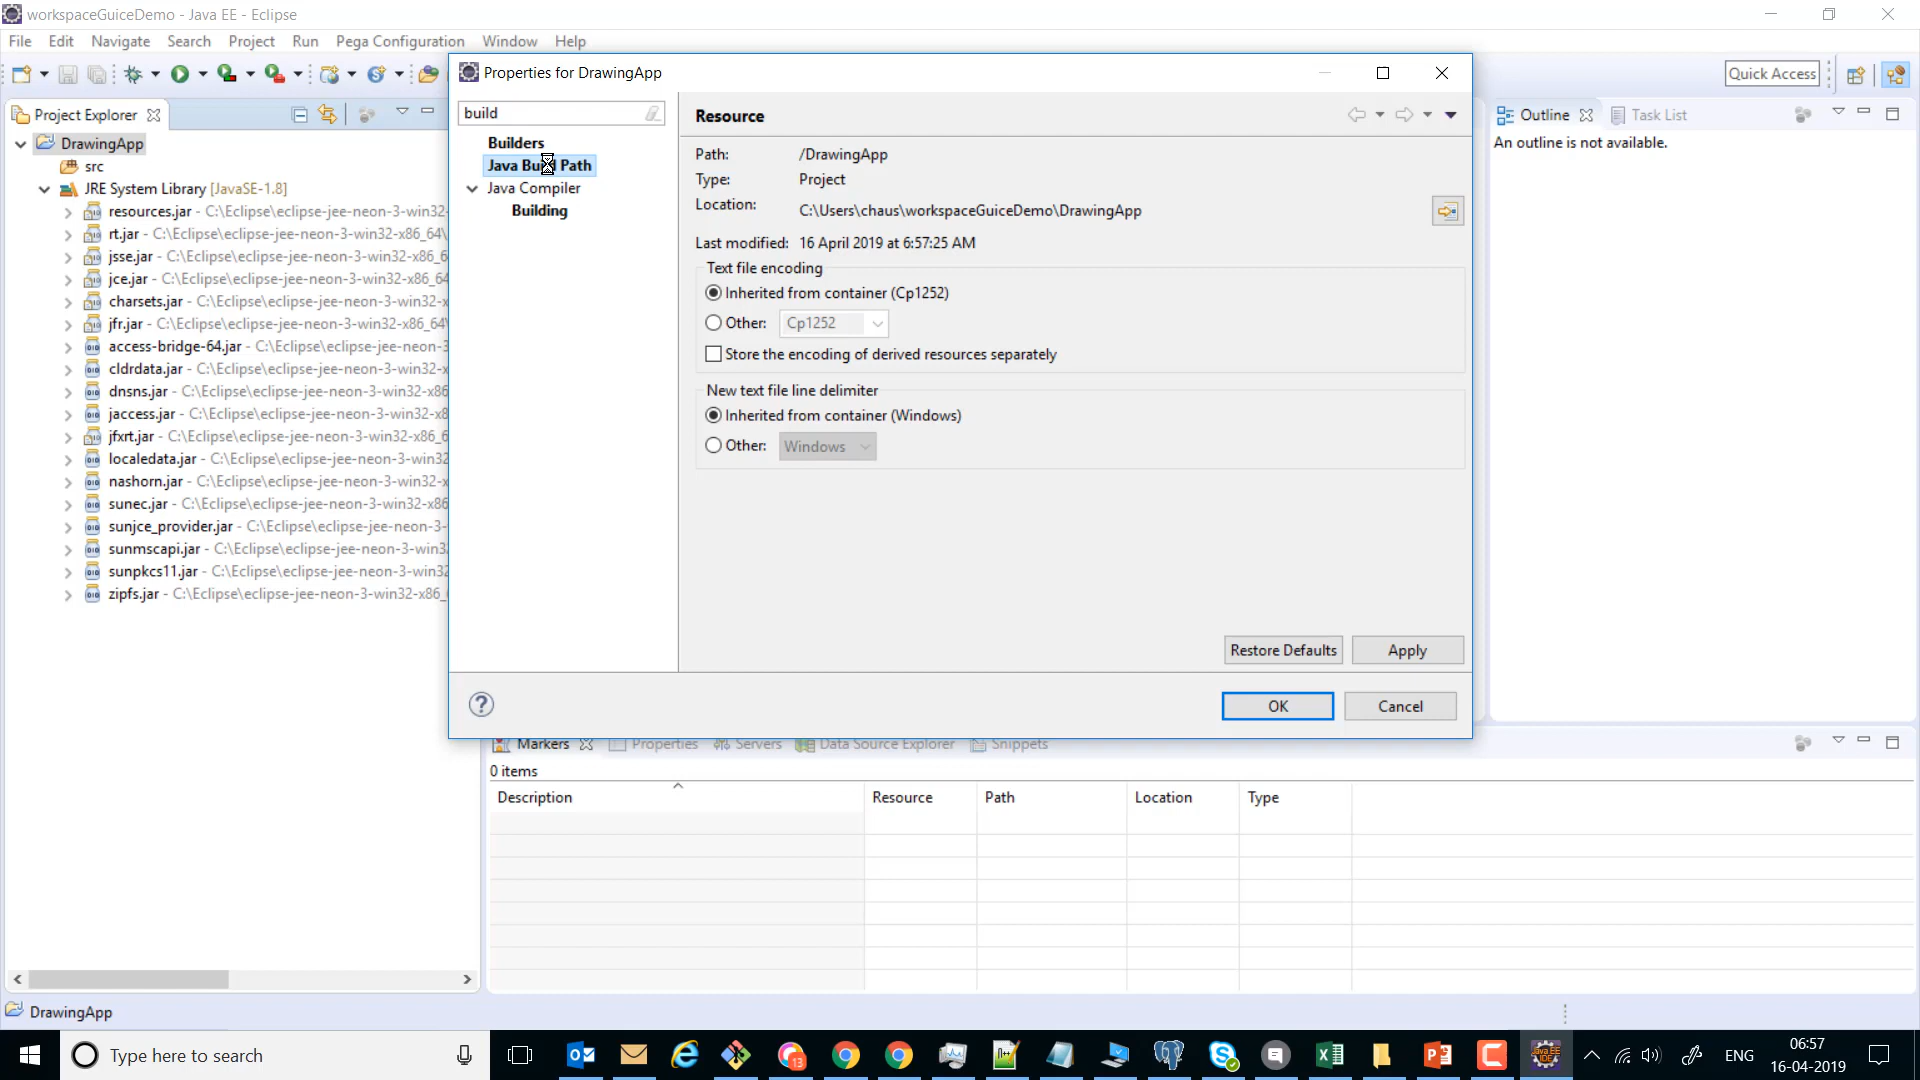 workspaceGuiceDemo - Java EE - Eclipse
File Edit Navigate Search Project Run Pega Configuration Window Help
Quick Access
Project Explorer
DrawingApp
src
JRE System Library [JavaSE-1.8]
resources.jar - C:\Eclipse\eclipse-jee-neon-3-win32-
rt.jar - C:\Eclipse\eclipse-jee-neon-3-win32-x86_64\
jsse.jar - C:\Eclipse\eclipse-jee-neon-3-win32-x86_6
jce.jar - C:\Eclipse\eclipse-jee-neon-3-win32-x86_64
charsets.jar - C:\Eclipse\eclipse-jee-neon-3-win32-x
jfr.jar - C:\Eclipse\eclipse-jee-neon-3-win32-x86_64\
access-bridge-64.jar - C:\Eclipse\eclipse-jee-neon-3
cldrdata.jar - C:\Eclipse\eclipse-jee-neon-3-win32-x
dnsns.jar - C:\Eclipse\eclipse-jee-neon-3-win32-x86
jaccess.jar - C:\Eclipse\eclipse-jee-neon-3-win32-x8
jfxrt.jar - C:\Eclipse\eclipse-jee-neon-3-win32-x86_6
localedata.jar - C:\Eclipse\eclipse-jee-neon-3-win32
nashorn.jar - C:\Eclipse\eclipse-jee-neon-3-win32-x
sunec.jar - C:\Eclipse\eclipse-jee-neon-3-win32-x86
sunjce_provider.jar - C:\Eclipse\eclipse-jee-neon-3-
sunmscapi.jar - C:\Eclipse\eclipse-jee-neon-3-win3
sunpkcs11.jar - C:\Eclipse\eclipse-jee-neon-3-win32
zipfs.jar - C:\Eclipse\eclipse-jee-neon-3-win32-x86_
Properties for DrawingApp
build
Builders
Java Build Path
Java Compiler
Building
Resource
Path: /DrawingApp
Type: Project
Location: C:\Users\chaus\workspaceGuiceDemo\DrawingApp
Last modified: 16 April 2019 at 6:57:25 AM
Text file encoding
Inherited from container (Cp1252)
Other: Cp1252
Store the encoding of derived resources separately
New text file line delimiter
Inherited from container (Windows)
Other: Windows
Restore Defaults Apply
OK Cancel
Outline Task List
An outline is not available.
Markers Properties Servers Data Source Explorer Snippets
0 items
Description Resource Path Location Type
DrawingApp
Type here to search
13
ENG
06:57
16-04-2019